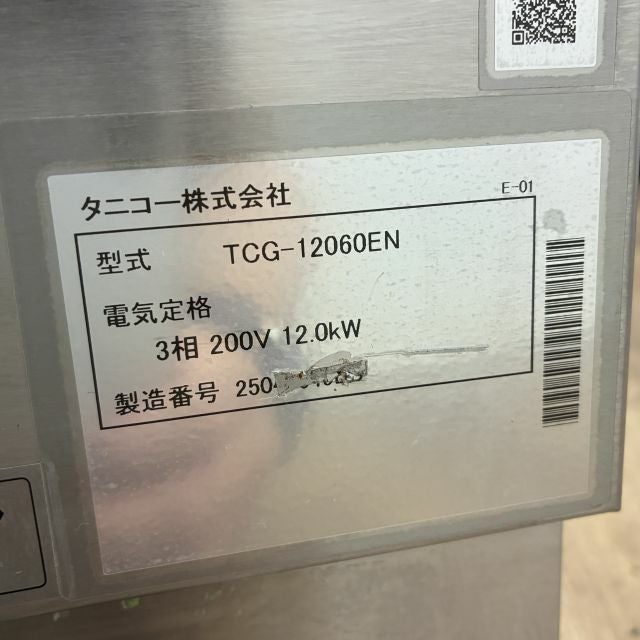 タニコー株式会社
E-01
型式 TCG-12060EN
電気定格
3相 200V 12.0kW
製造番号